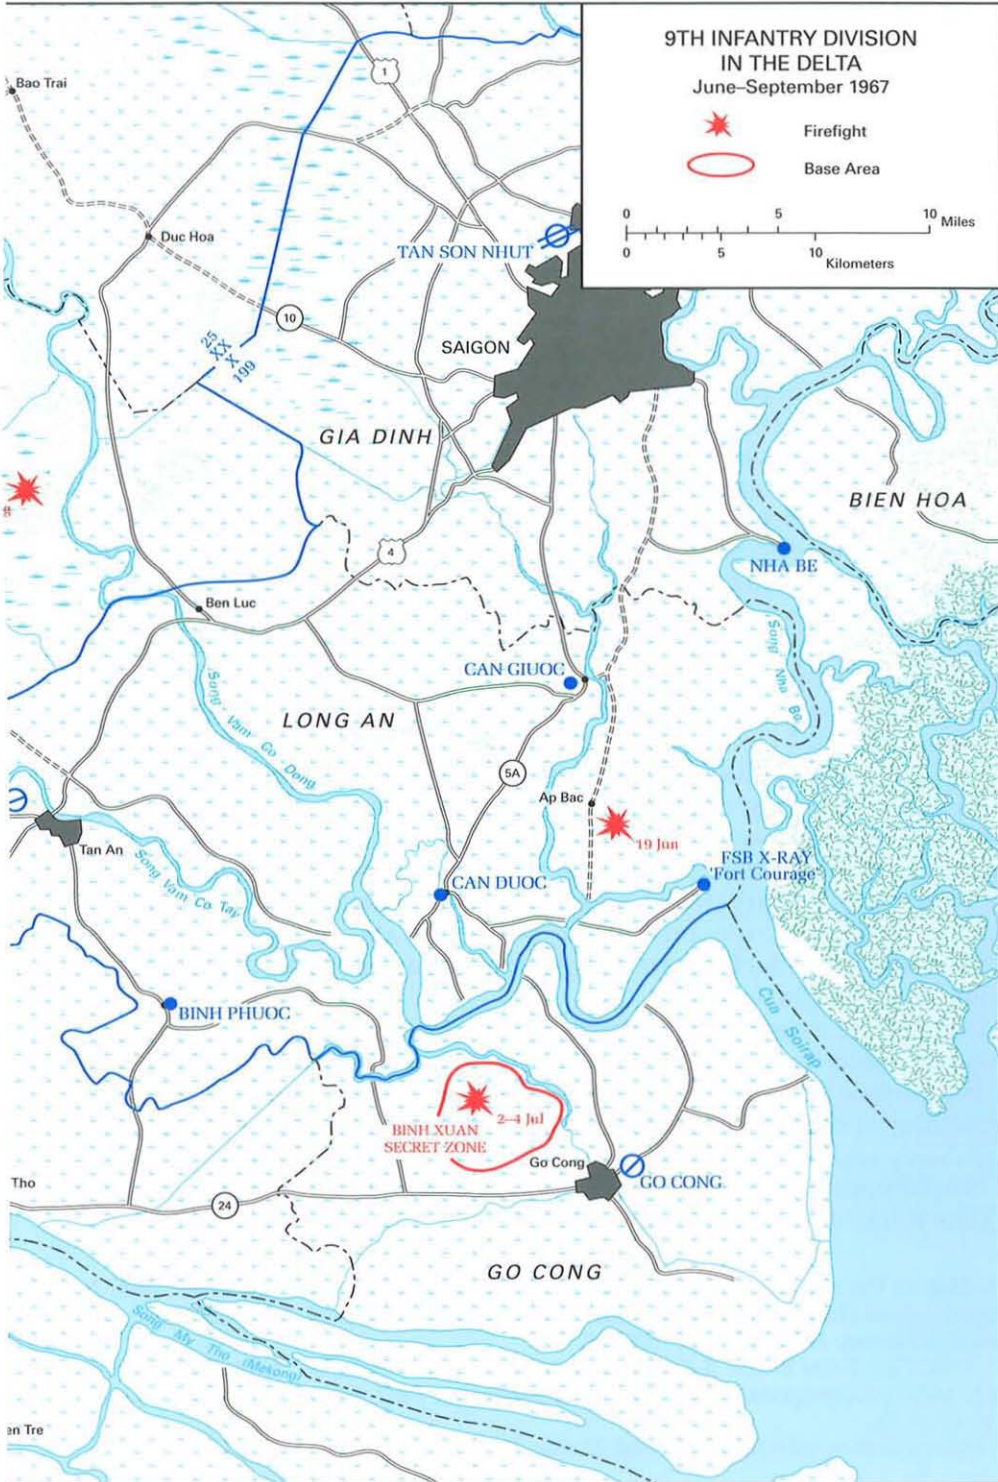 9TH INFANTRY DIVISION
IN THE DELTA
June–September 1967
Firefight
Base Area
0 5 10 Miles
0 5 10
Kilometers
1
Bao Trai
Duc Hoa
TAN SON NHUT
10
SAIGON
25
XX
X
199
GIA DINH
BIEN HOA
g
4
NHA BE
Ben Luc
Song Nha Be
CAN GIUOC
LONG AN
Song Vam Co Dong
5A
Ap Bac
19 Jun
Tan An
FSB X-RAY
'Fort Courage'
Song Vam Co Tay
CAN DUOC
BINH PHUOC
Cua Soirap
2–4 Jul
BINH XUAN
SECRET ZONE
Go Cong
GO CONG
Tho
24
GO CONG
Song My Tho (Mekong)
en Tre